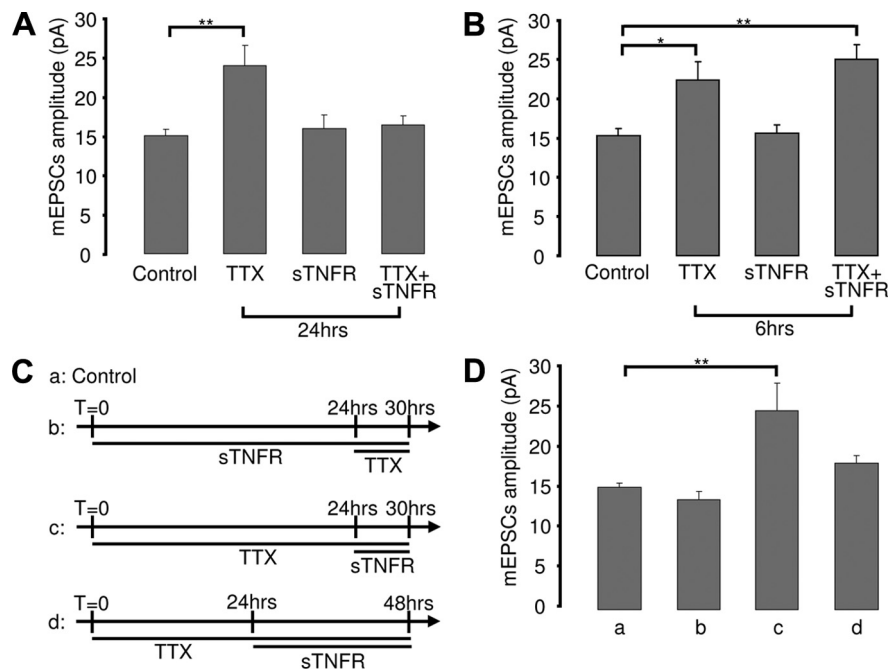 A
mEPSCs amplitude (pA)
30
25
20
15
10
5
0
**
Control
TTX
sTNFR
TTX+
sTNFR
24hrs
B
mEPSCs amplitude (pA)
30
25
20
15
10
5
0
**
*
Control
TTX
sTNFR
TTX+
sTNFR
6hrs
C
a: Control
T=0 24hrs 30hrs
b:
sTNFR
TTX
T=0 24hrs 30hrs
c:
TTX
sTNFR
T=0 24hrs 48hrs
d:
TTX
sTNFR
D
mEPSCs amplitude (pA)
30
25
20
15
10
5
0
**
a b c d